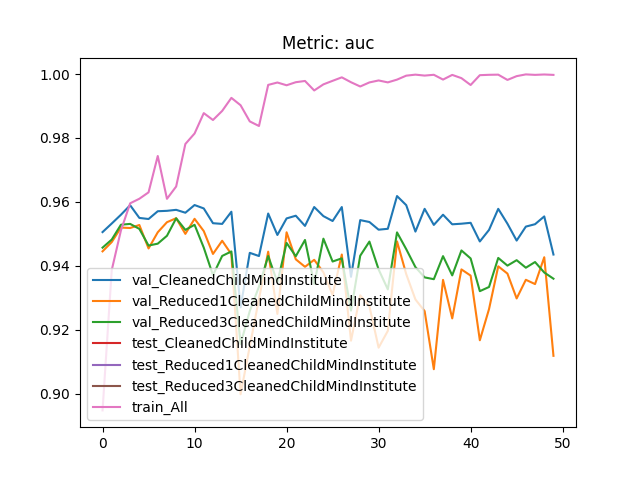 Metric: auc
1.00
0.98
0.96
0.94
0.92
0.90
val_CleanedChildMindInstitute
val_Reduced1CleanedChildMindInstitute
val_Reduced3CleanedChildMindInstitute
test_CleanedChildMindInstitute
test_Reduced1CleanedChildMindInstitute
test_Reduced3CleanedChildMindInstitute
train_All
0 10 20 30 40 50